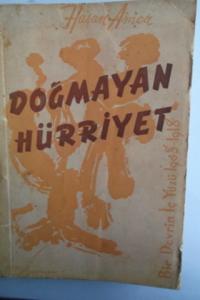 Hasan Amca
DOĞMAYAN
HÜRRİYET
Bir Devrin İç Yüzü 1908-1918